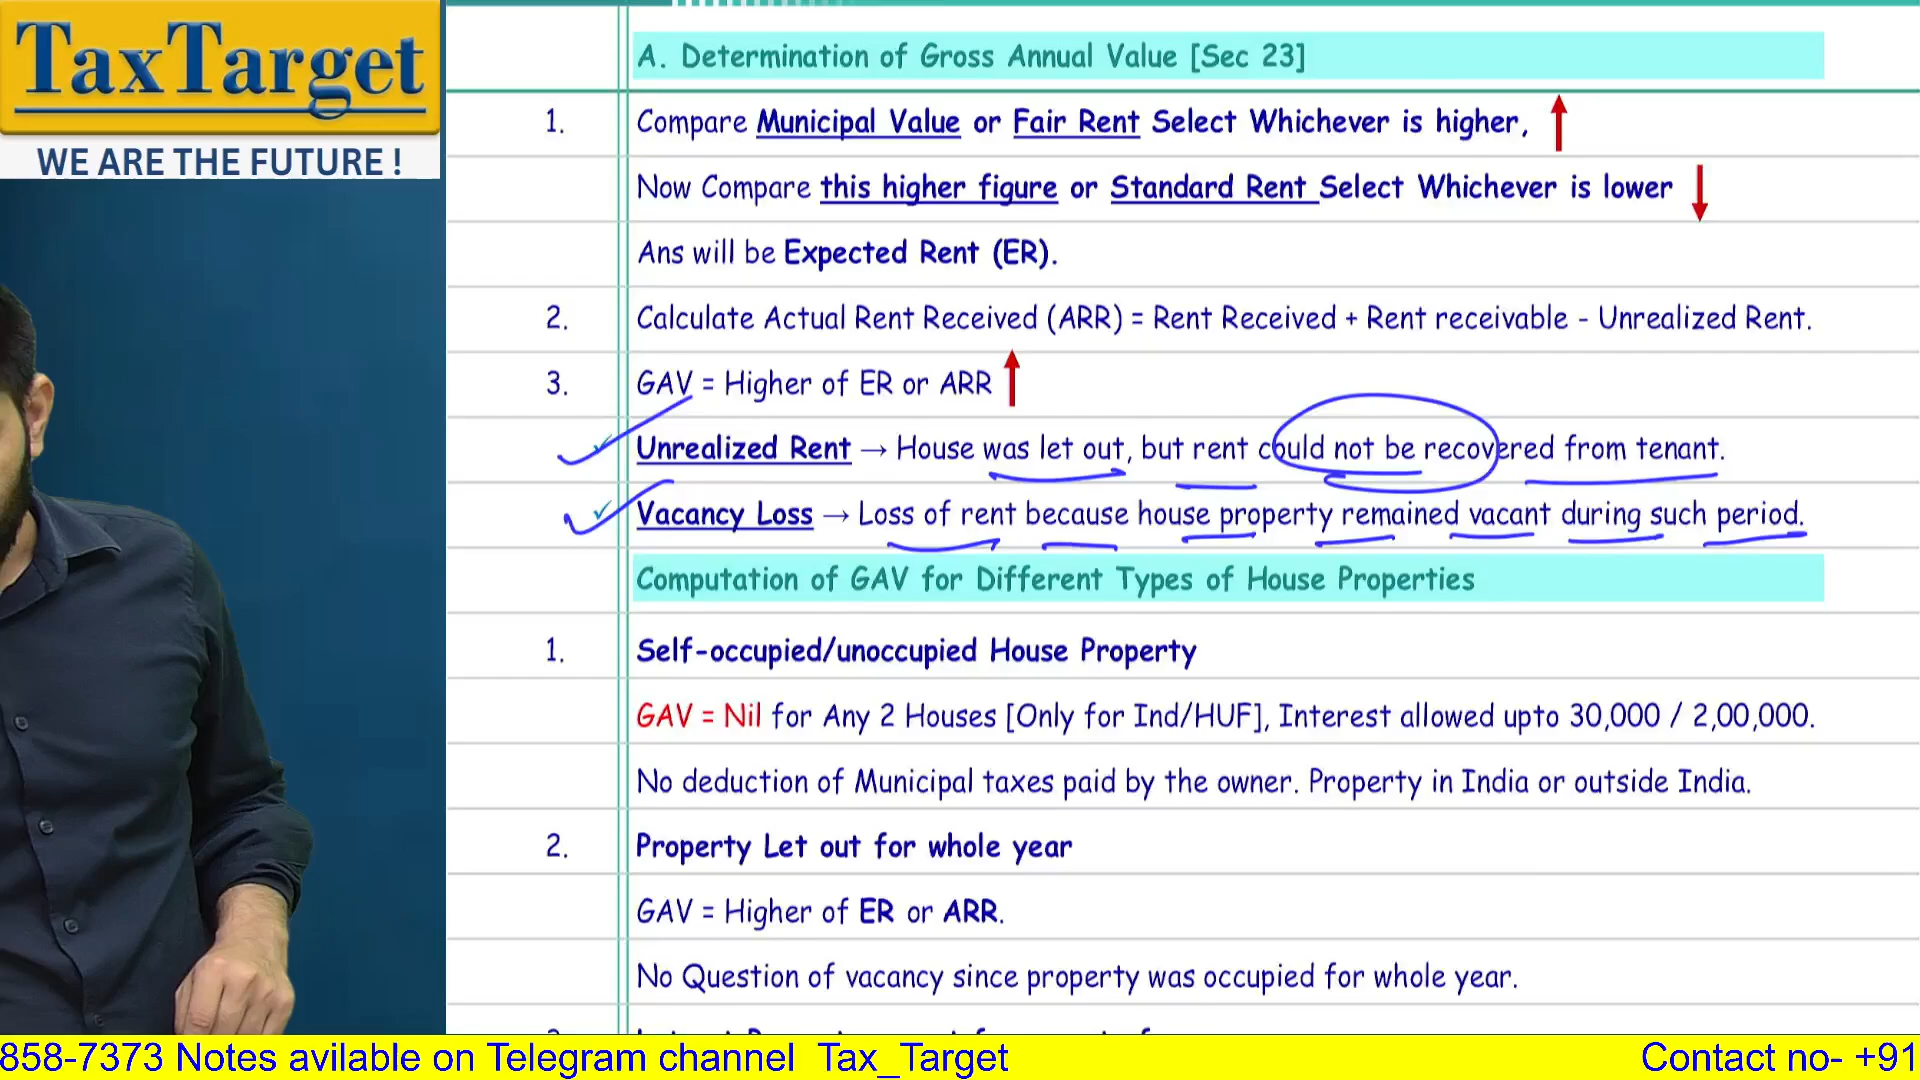 TaxTarget
WE ARE THE FUTURE !
A. Determination of Gross Annual Value [Sec 23]
1. Compare Municipal Value or Fair Rent Select Whichever is higher,
Now Compare this higher figure or Standard Rent Select Whichever is lower
Ans will be Expected Rent (ER).
2. Calculate Actual Rent Received (ARR) = Rent Received + Rent receivable - Unrealized Rent.
3. GAV = Higher of ER or ARR
✓ Unrealized Rent → House was let out, but rent could not be recovered from tenant.
✓ Vacancy Loss → Loss of rent because house property remained vacant during such period.
Computation of GAV for Different Types of House Properties
1. Self-occupied/unoccupied House Property
GAV = Nil for Any 2 Houses [Only for Ind/HUF], Interest allowed upto 30,000 / 2,00,000.
No deduction of Municipal taxes paid by the owner. Property in India or outside India.
2. Property Let out for whole year
GAV = Higher of ER or ARR.
No Question of vacancy since property was occupied for whole year.
858-7373 Notes avilable on Telegram channel Tax_Target
Contact no- +91